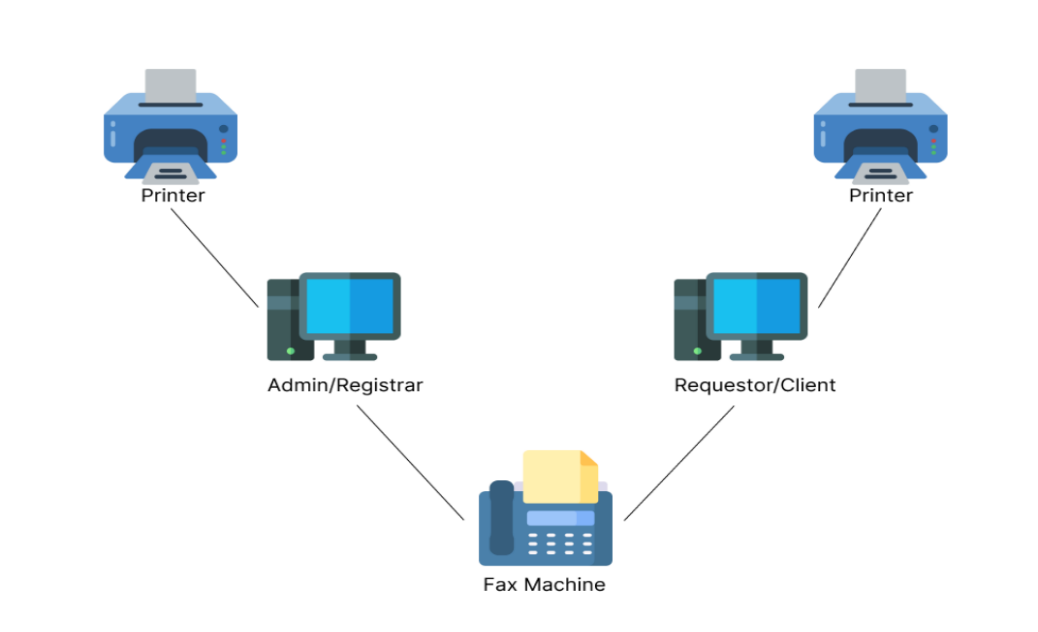 Printer
Printer
Admin/Registrar
Requestor/Client
Fax Machine